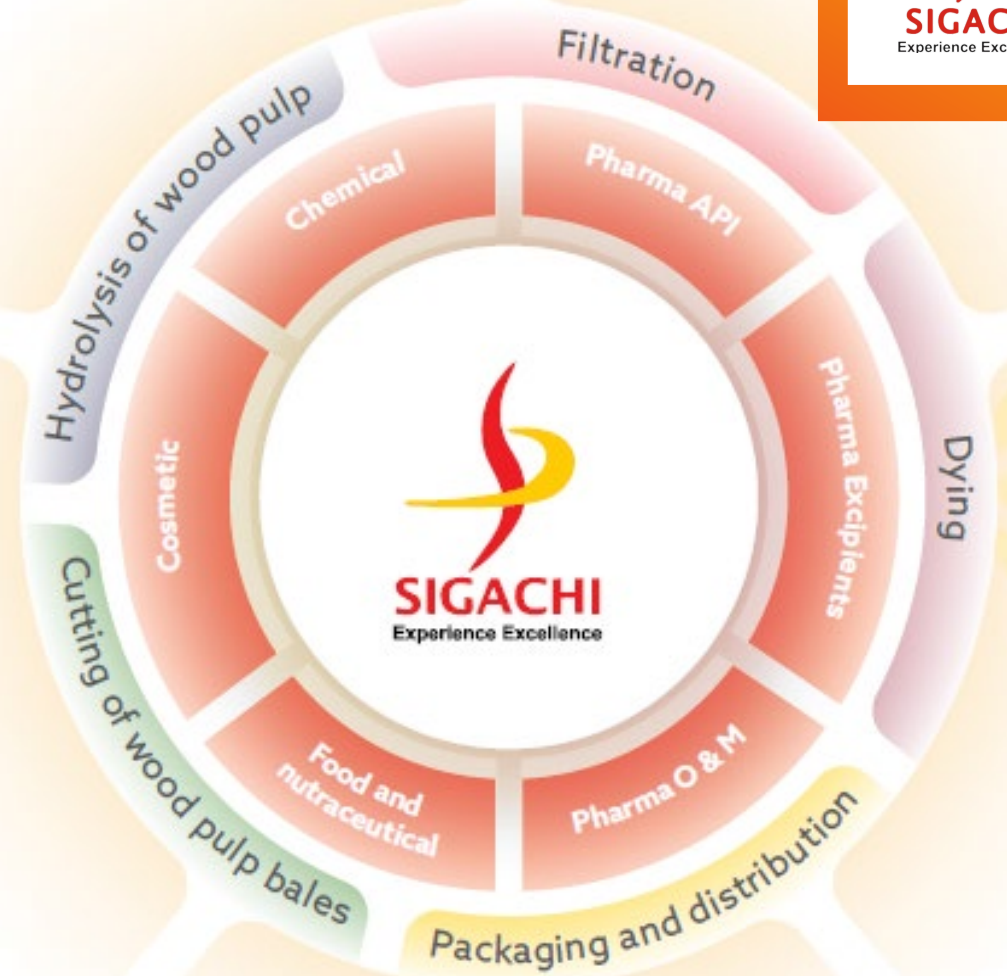 SIGAC
Experience Exc
Filtration
Hydrolysis of wood pulp
Chemical
Pharma API
Cosmetic
Pharma Excipients
Dying
SIGACHI
Experience Excellence
Food and
nutraceutical
Pharma O & M
Cutting of wood pulp bales
Packaging and distribution